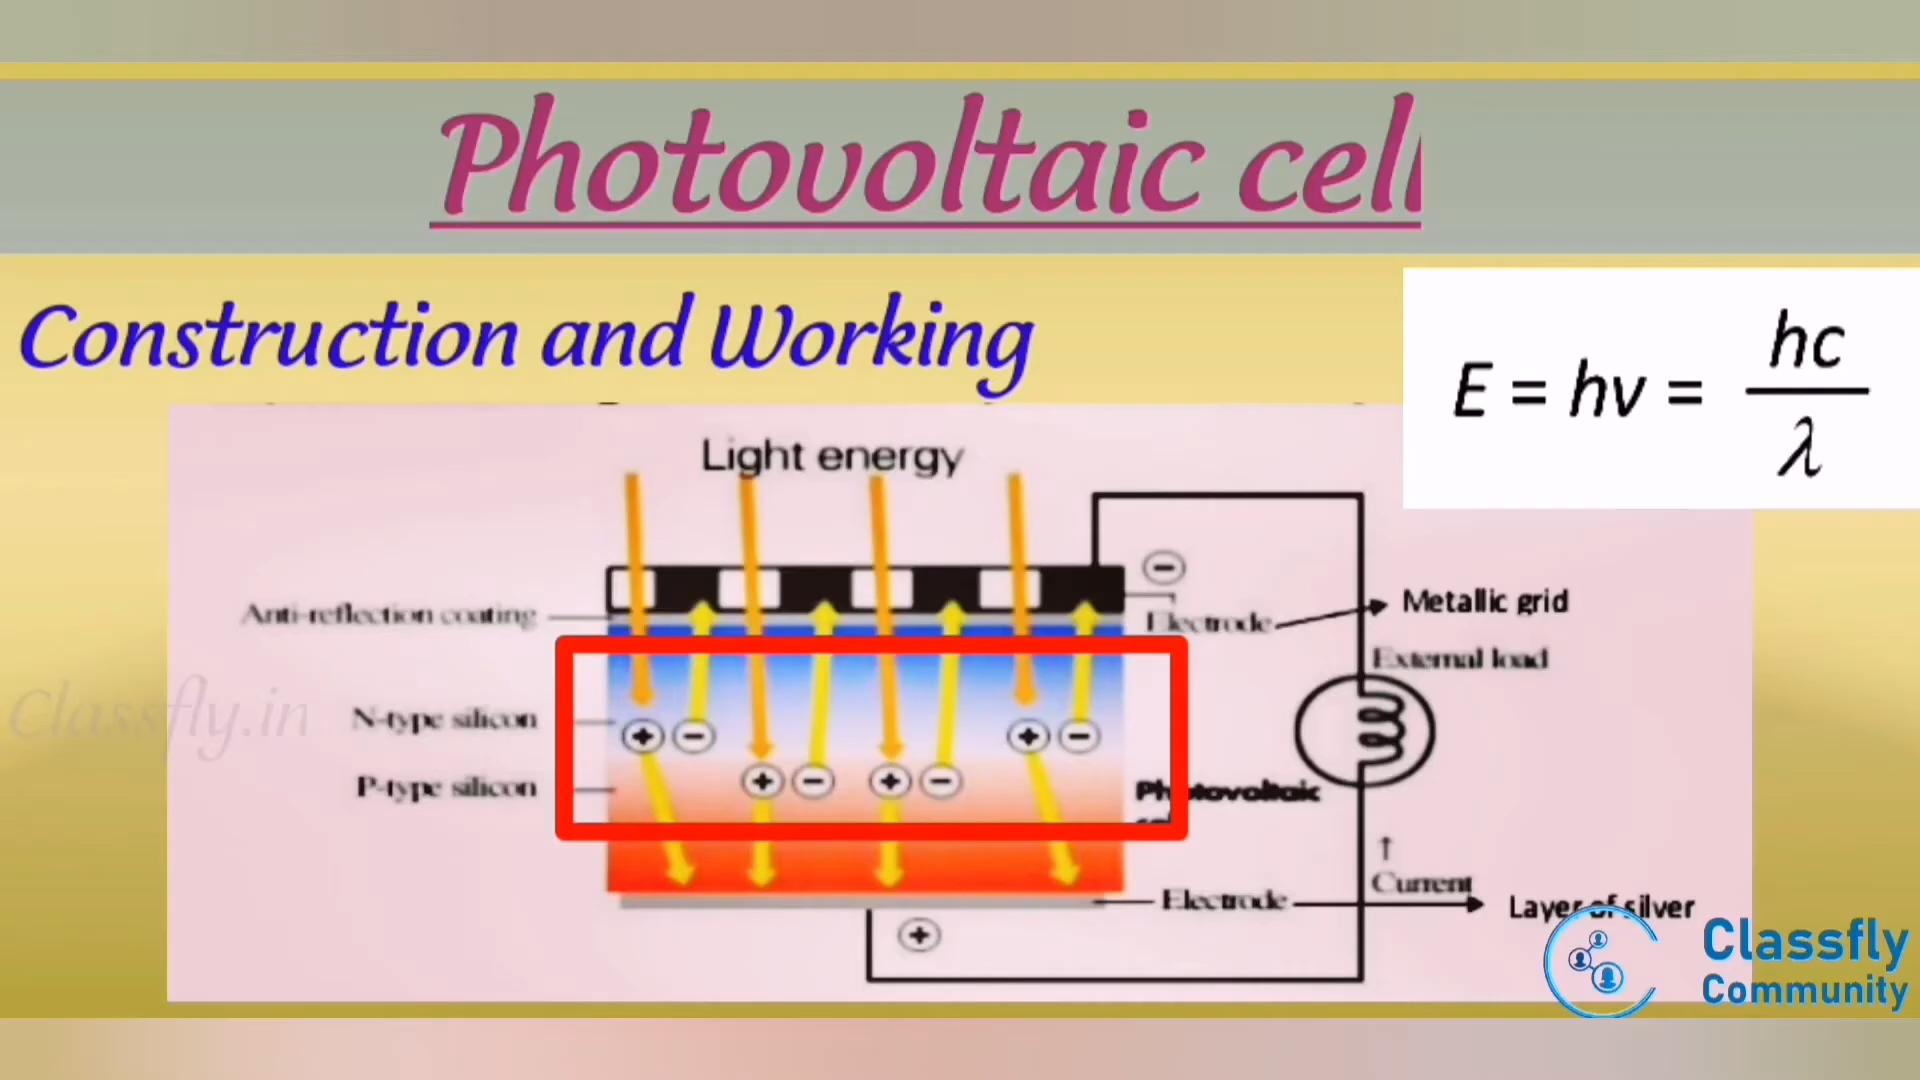 Photovoltaic cell
Construction and Working
E = hν = hc
λ
Light energy
⊖
Anti-reflection coating
Electrode
Metallic grid
External load
Classfly.in
N-type silicon
+ − + −
P-type silicon
+ − + −
Photovoltaic
↑
Current
Electrode
Layer of silver
+
Classfly
Community